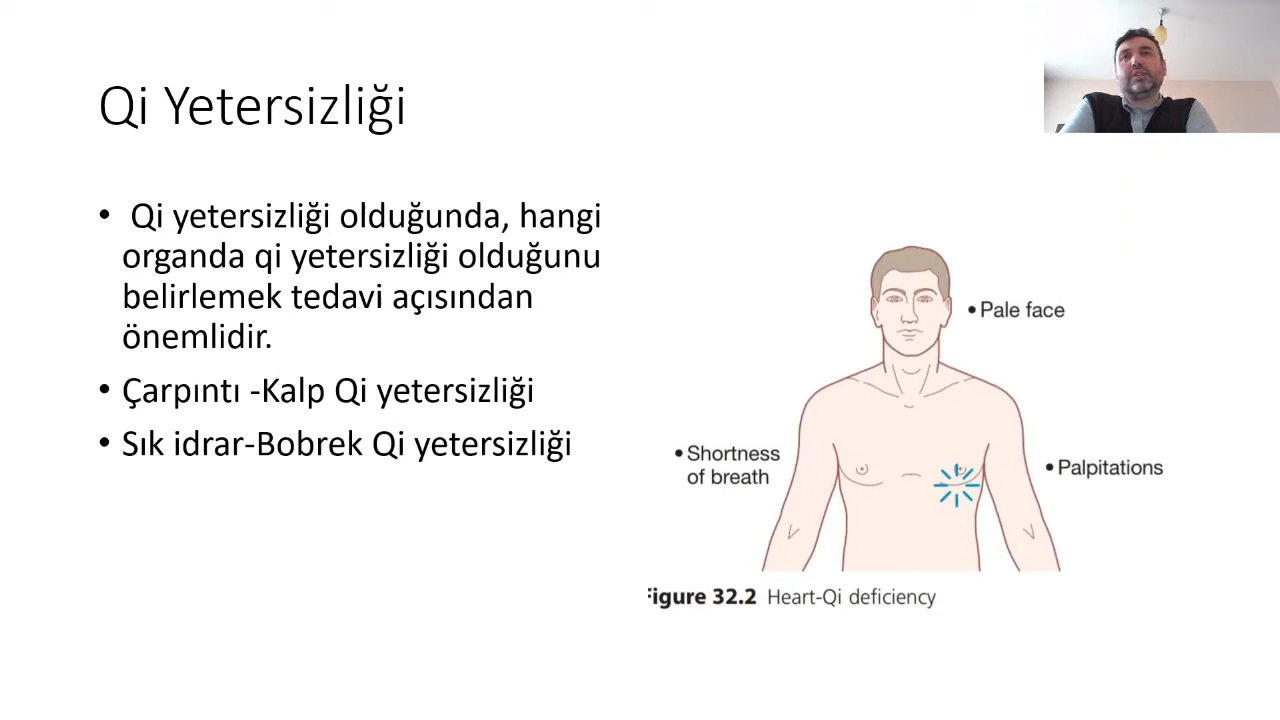 Qi Yetersizliği
• Qi yetersizliği olduğunda, hangi
organda qi yetersizliği olduğunu
belirlemek tedavi açısından
önemlidir.
• Çarpıntı -Kalp Qi yetersizliği
• Sık idrar-Bobrek Qi yetersizliği
• Pale face
• Shortness
of breath
• Palpitations
Figure 32.2 Heart-Qi deficiency